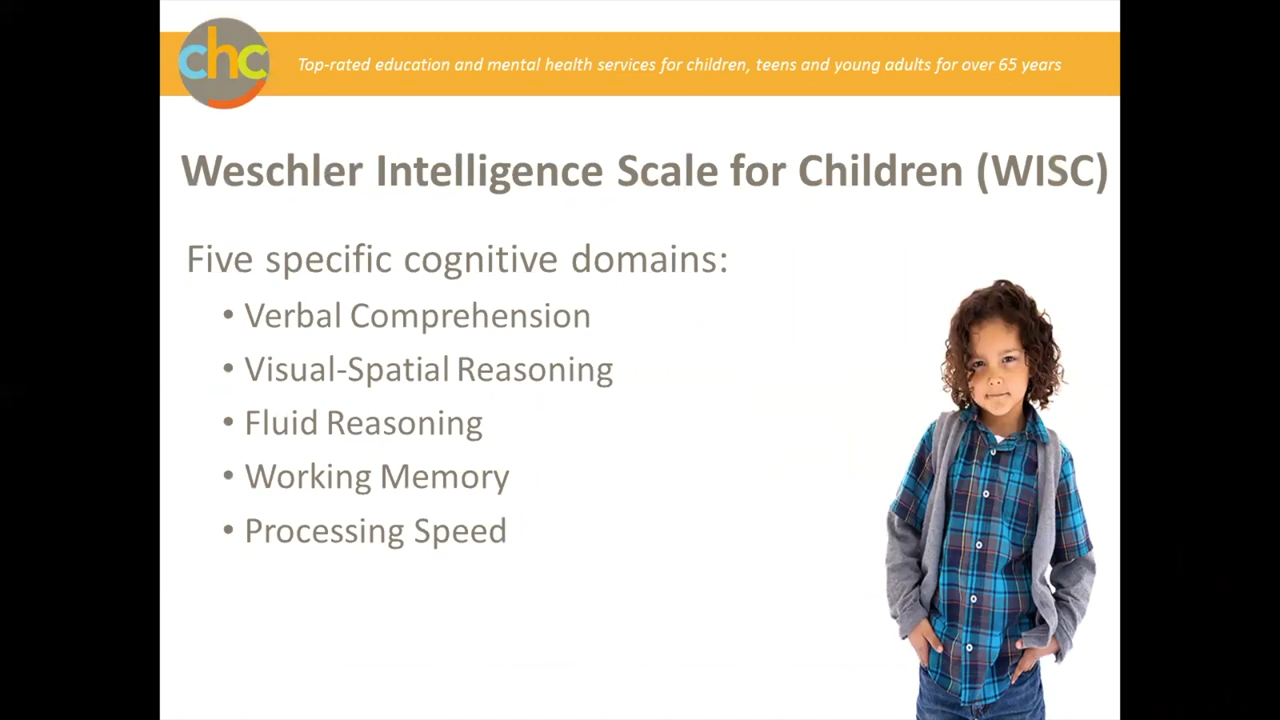 chc
Top-rated education and mental health services for children, teens and young adults for over 65 years
Weschler Intelligence Scale for Children (WISC)
Five specific cognitive domains:
• Verbal Comprehension
• Visual-Spatial Reasoning
• Fluid Reasoning
• Working Memory
• Processing Speed